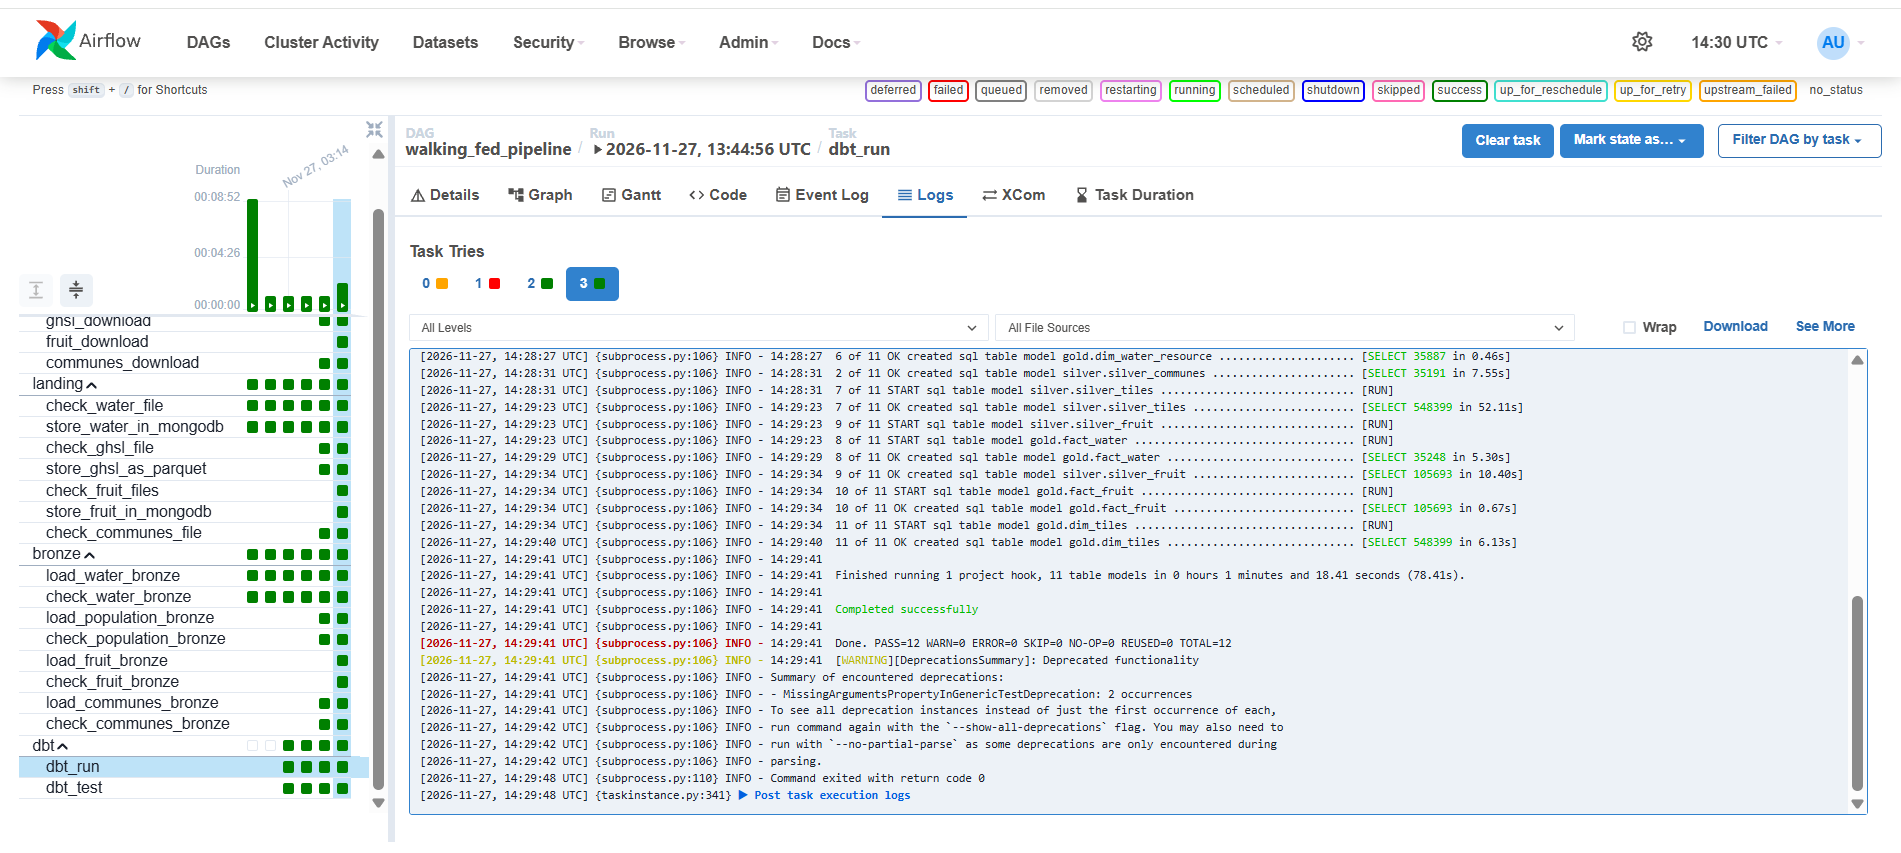 Airflow DAGs Cluster Activity Datasets Security Browse Admin Docs 14:30 UTC AU
Press shift + / for Shortcuts
deferred failed queued removed restarting running scheduled shutdown skipped success up_for_reschedule up_for_retry upstream_failed no_status
Duration
Nov 27, 03:14
00:08:52
00:04:26
00:00:00
ghsl_download
fruit_download
communes_download
landing
check_water_file
store_water_in_mongodb
check_ghsl_file
store_ghsl_as_parquet
check_fruit_files
store_fruit_in_mongodb
check_communes_file
bronze
load_water_bronze
check_water_bronze
load_population_bronze
check_population_bronze
load_fruit_bronze
check_fruit_bronze
load_communes_bronze
check_communes_bronze
dbt
dbt_run
dbt_test
DAG Run Task
walking_fed_pipeline / 2026-11-27, 13:44:56 UTC / dbt_run
Clear task Mark state as... Filter DAG by task
Details Graph Gantt <> Code Event Log Logs XCom Task Duration
Task Tries
0 1 2 3
All Levels All File Sources Wrap Download See More
[2026-11-27, 14:28:27 UTC] {subprocess.py:106} INFO - 14:28:27  6 of 11 OK created sql table model gold.dim_water_resource ..................... [SELECT 35887 in 0.46s]
[2026-11-27, 14:28:31 UTC] {subprocess.py:106} INFO - 14:28:31  2 of 11 OK created sql table model silver.silver_communes ...................... [SELECT 35191 in 7.55s]
[2026-11-27, 14:28:31 UTC] {subprocess.py:106} INFO - 14:28:31  7 of 11 START sql table model silver.silver_tiles .............................. [RUN]
[2026-11-27, 14:29:23 UTC] {subprocess.py:106} INFO - 14:29:23  7 of 11 OK created sql table model silver.silver_tiles ......................... [SELECT 548399 in 52.11s]
[2026-11-27, 14:29:23 UTC] {subprocess.py:106} INFO - 14:29:23  9 of 11 START sql table model silver.silver_fruit .............................. [RUN]
[2026-11-27, 14:29:23 UTC] {subprocess.py:106} INFO - 14:29:23  8 of 11 START sql table model gold.fact_water .................................. [RUN]
[2026-11-27, 14:29:29 UTC] {subprocess.py:106} INFO - 14:29:29  8 of 11 OK created sql table model gold.fact_water ............................. [SELECT 35248 in 5.30s]
[2026-11-27, 14:29:34 UTC] {subprocess.py:106} INFO - 14:29:34  9 of 11 OK created sql table model silver.silver_fruit ......................... [SELECT 105693 in 10.40s]
[2026-11-27, 14:29:34 UTC] {subprocess.py:106} INFO - 14:29:34  10 of 11 START sql table model gold.fact_fruit ................................. [RUN]
[2026-11-27, 14:29:34 UTC] {subprocess.py:106} INFO - 14:29:34  10 of 11 OK created sql table model gold.fact_fruit ............................ [SELECT 105693 in 0.67s]
[2026-11-27, 14:29:34 UTC] {subprocess.py:106} INFO - 14:29:34  11 of 11 START sql table model gold.dim_tiles .................................. [RUN]
[2026-11-27, 14:29:40 UTC] {subprocess.py:106} INFO - 14:29:40  11 of 11 OK created sql table model gold.dim_tiles ............................. [SELECT 548399 in 6.13s]
[2026-11-27, 14:29:41 UTC] {subprocess.py:106} INFO - 14:29:41
[2026-11-27, 14:29:41 UTC] {subprocess.py:106} INFO - 14:29:41  Finished running 1 project hook, 11 table models in 0 hours 1 minutes and 18.41 seconds (78.41s).
[2026-11-27, 14:29:41 UTC] {subprocess.py:106} INFO - 14:29:41
[2026-11-27, 14:29:41 UTC] {subprocess.py:106} INFO - 14:29:41  Completed successfully
[2026-11-27, 14:29:41 UTC] {subprocess.py:106} INFO - 14:29:41
[2026-11-27, 14:29:41 UTC] {subprocess.py:106} INFO - 14:29:41  Done. PASS=12 WARN=0 ERROR=0 SKIP=0 NO-OP=0 REUSED=0 TOTAL=12
[2026-11-27, 14:29:41 UTC] {subprocess.py:106} INFO - 14:29:41  [WARNING][DeprecationsSummary]: Deprecated functionality
[2026-11-27, 14:29:41 UTC] {subprocess.py:106} INFO - Summary of encountered deprecations:
[2026-11-27, 14:29:41 UTC] {subprocess.py:106} INFO - - MissingArgumentsPropertyInGenericTestDeprecation: 2 occurrences
[2026-11-27, 14:29:41 UTC] {subprocess.py:106} INFO - To see all deprecation instances instead of just the first occurrence of each,
[2026-11-27, 14:29:42 UTC] {subprocess.py:106} INFO - run command again with the `--show-all-deprecations` flag. You may also need to
[2026-11-27, 14:29:42 UTC] {subprocess.py:106} INFO - run with `--no-partial-parse` as some deprecations are only encountered during
[2026-11-27, 14:29:42 UTC] {subprocess.py:106} INFO - parsing.
[2026-11-27, 14:29:48 UTC] {subprocess.py:110} INFO - Command exited with return code 0
[2026-11-27, 14:29:48 UTC] {taskinstance.py:341} ▶ Post task execution logs